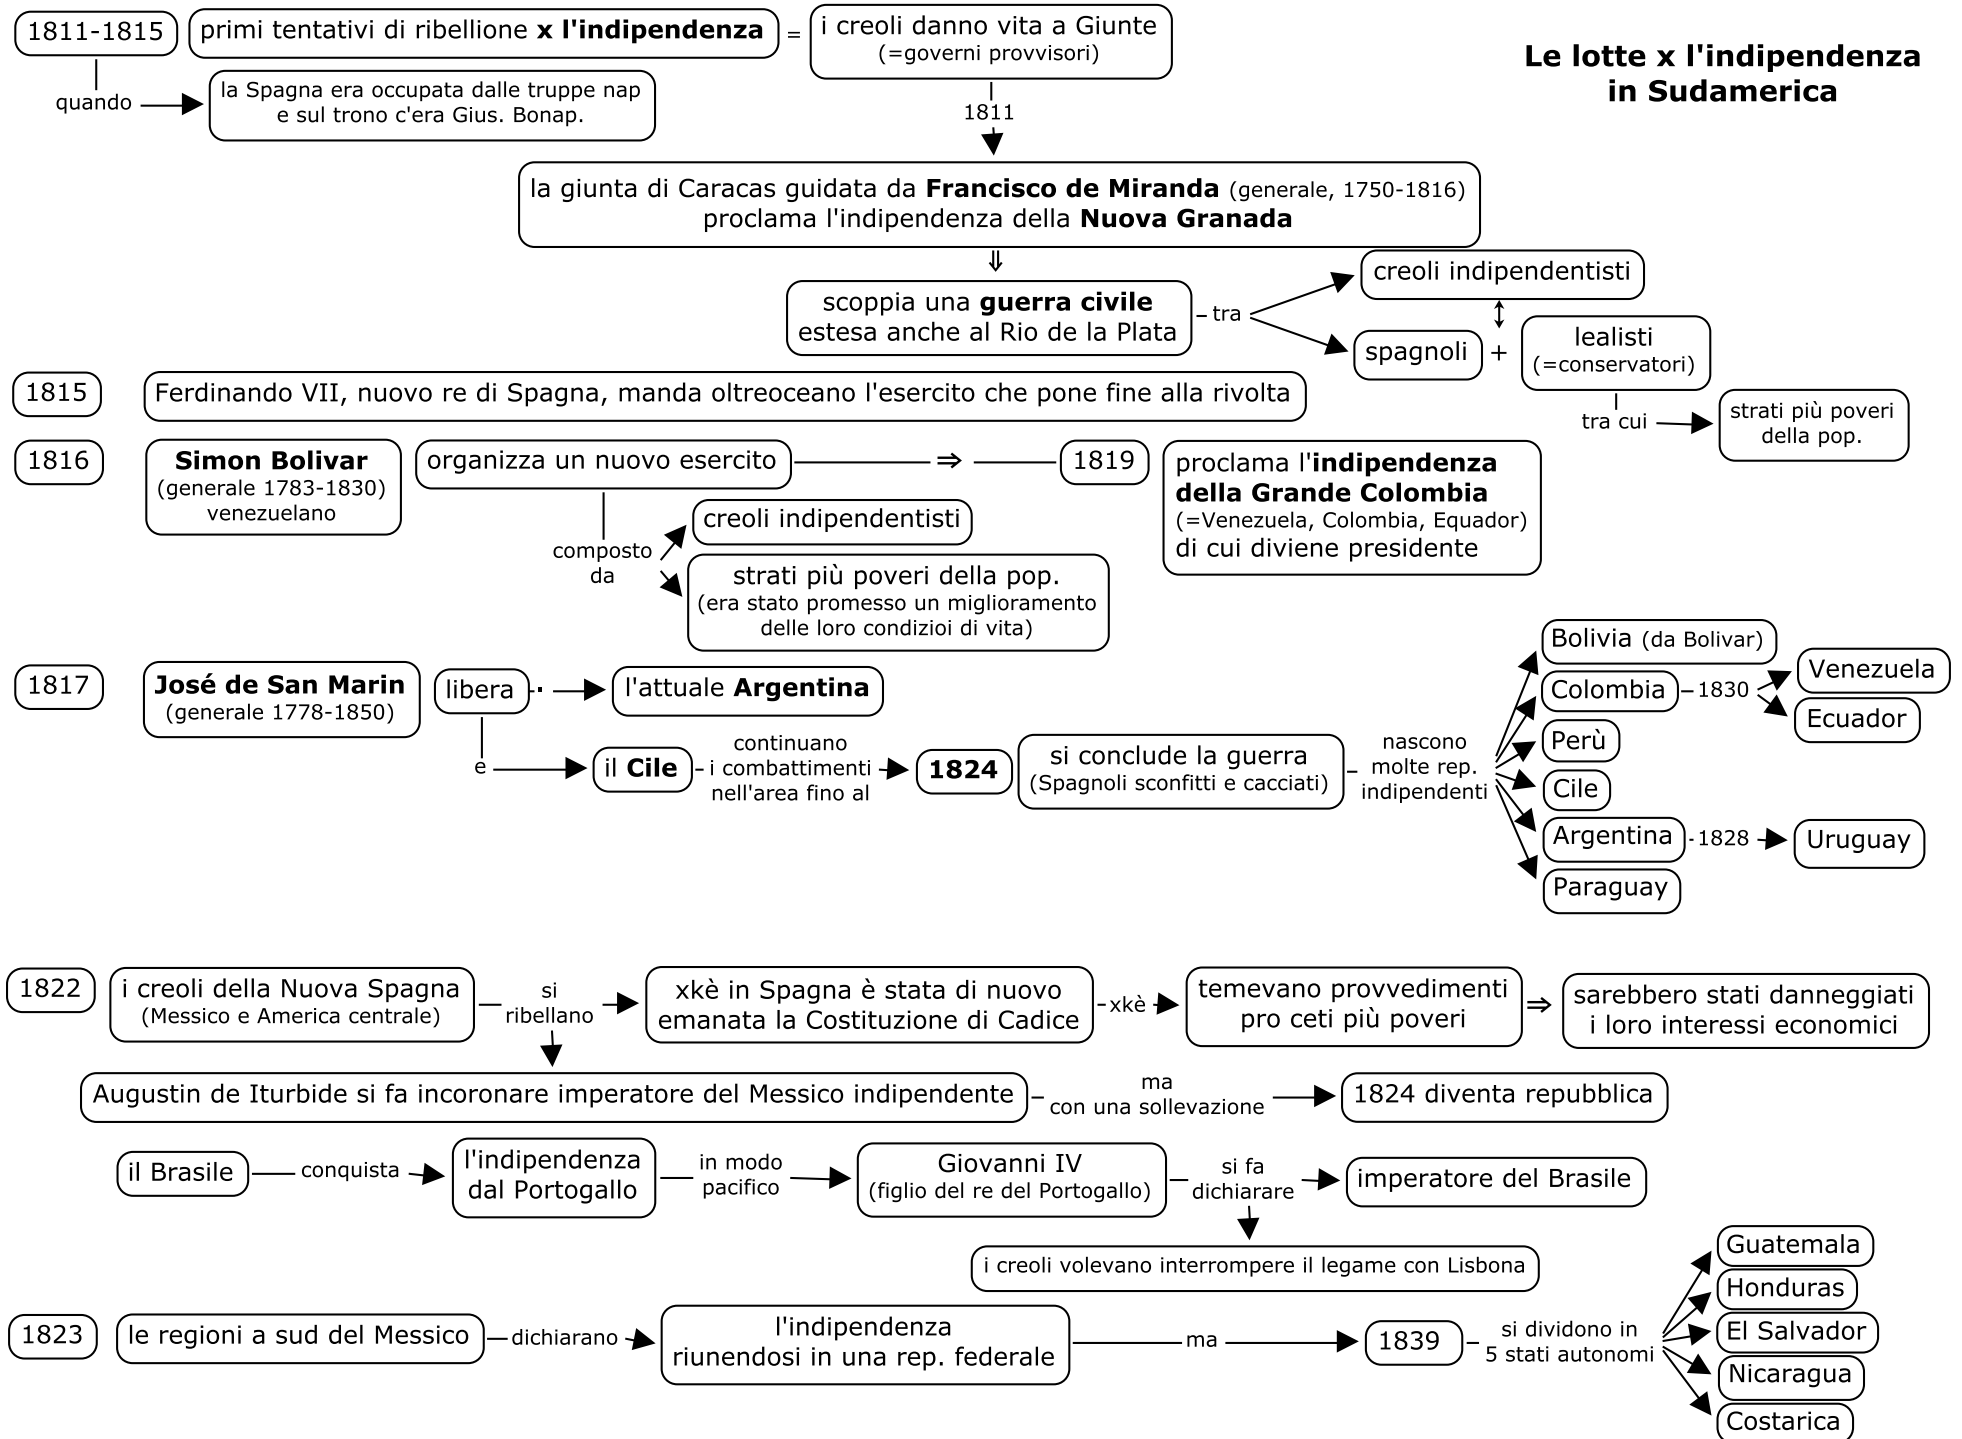 Le lotte x l'indipendenza
in Sudamerica
1811-1815
primi tentativi di ribellione x l'indipendenza
=
i creoli danno vita a Giunte
(=governi provvisori)
quando
la Spagna era occupata dalle truppe nap
e sul trono c'era Gius. Bonap.
1811
la giunta di Caracas guidata da Francisco de Miranda (generale, 1750-1816)
proclama l'indipendenza della Nuova Granada
⇓
scoppia una guerra civile
estesa anche al Rio de la Plata
tra
creoli indipendentisti
↕
spagnoli
+
lealisti
(=conservatori)
tra cui
strati più poveri
della pop.
1815
Ferdinando VII, nuovo re di Spagna, manda oltreoceano l'esercito che pone fine alla rivolta
1816
Simon Bolivar
(generale 1783-1830)
venezuelano
organizza un nuovo esercito
⇒
1819
proclama l'indipendenza
della Grande Colombia
(=Venezuela, Colombia, Equador)
di cui diviene presidente
composto
da
creoli indipendentisti
strati più poveri della pop.
(era stato promesso un miglioramento
delle loro condizioi di vita)
1817
José de San Marin
(generale 1778-1850)
libera
.
l'attuale Argentina
e
il Cile
continuano
i combattimenti
nell'area fino al
1824
si conclude la guerra
(Spagnoli sconfitti e cacciati)
nascono
molte rep.
indipendenti
Bolivia (da Bolivar)
Colombia
1830
Venezuela
Ecuador
Perù
Cile
Argentina
1828
Uruguay
Paraguay
1822
i creoli della Nuova Spagna
(Messico e America centrale)
si
ribellano
xkè in Spagna è stata di nuovo
emanata la Costituzione di Cadice
xkè
temevano provvedimenti
pro ceti più poveri
⇒
sarebbero stati danneggiati
i loro interessi economici
Augustin de Iturbide si fa incoronare imperatore del Messico indipendente
ma
con una sollevazione
1824 diventa repubblica
il Brasile
conquista
l'indipendenza
dal Portogallo
in modo
pacifico
Giovanni IV
(figlio del re del Portogallo)
si fa
dichiarare
imperatore del Brasile
i creoli volevano interrompere il legame con Lisbona
1823
le regioni a sud del Messico
dichiarano
l'indipendenza
riunendosi in una rep. federale
ma
1839
si dividono in
5 stati autonomi
Guatemala
Honduras
El Salvador
Nicaragua
Costarica